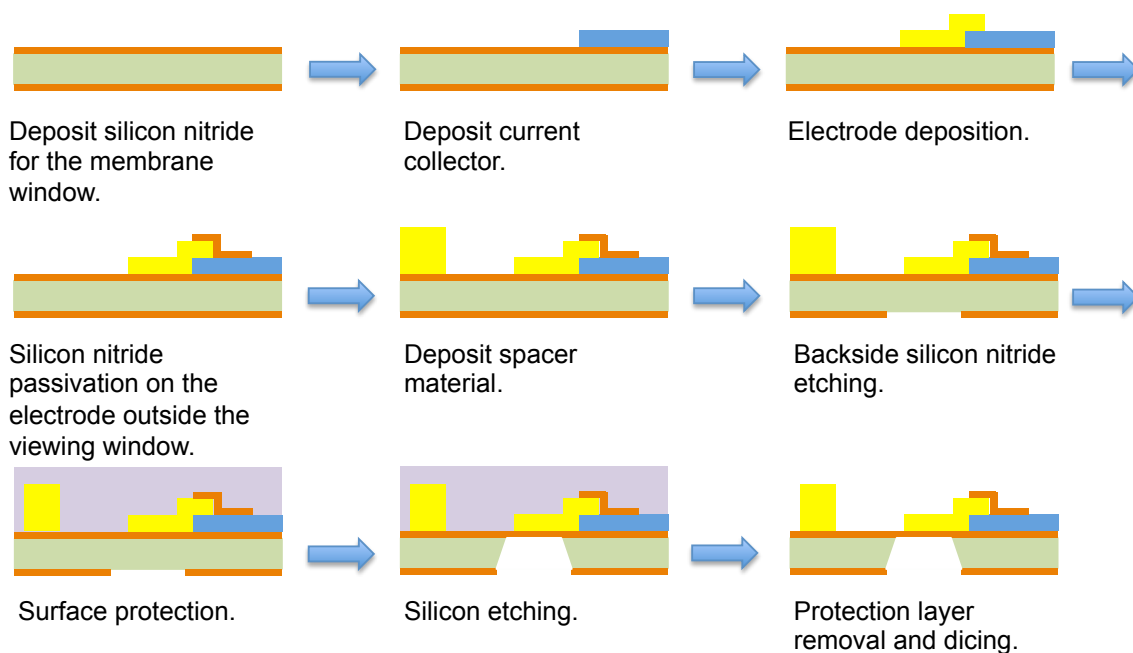 Deposit silicon nitride
for the membrane
window.
Deposit current
collector.
Electrode deposition.
Silicon nitride
passivation on the
electrode outside the
viewing window.
Deposit spacer
material.
Backside silicon nitride
etching.
Surface protection.
Silicon etching.
Protection layer
removal and dicing.